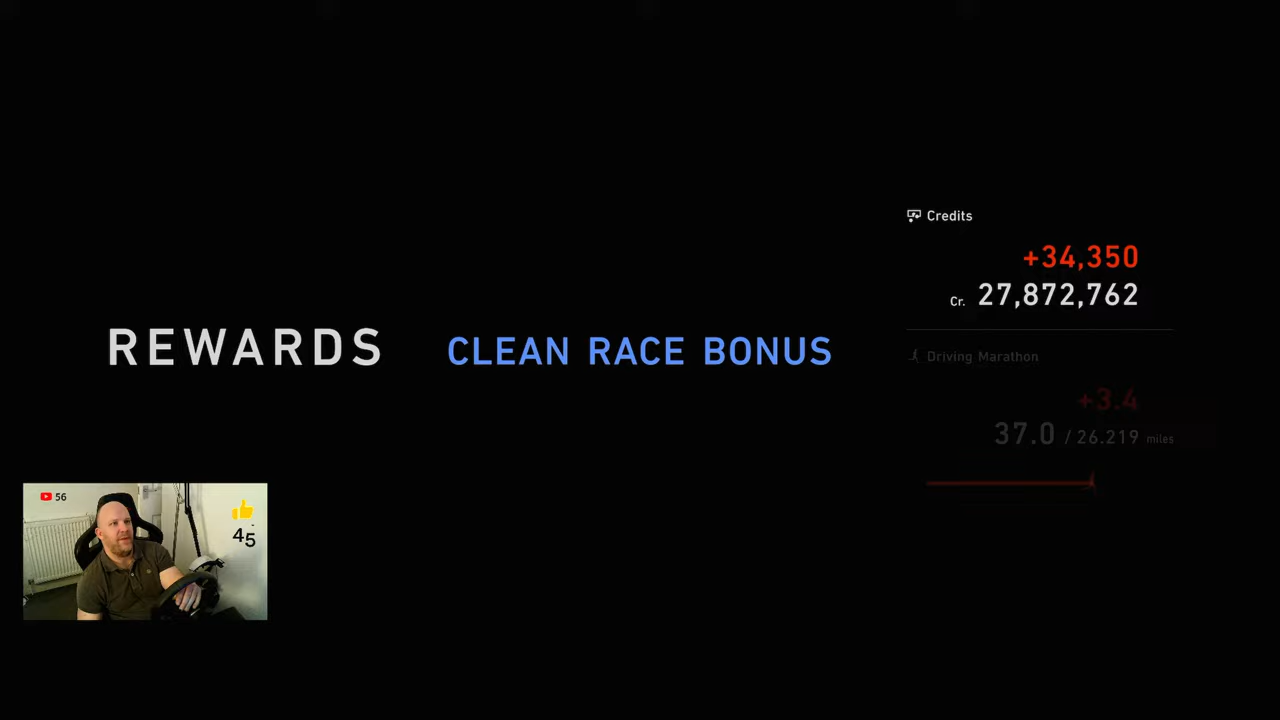 Credits
+34,350
Cr. 27,872,762
REWARDS
CLEAN RACE BONUS
Driving Marathon
+3.4
37.0 / 26.219 miles
56
45